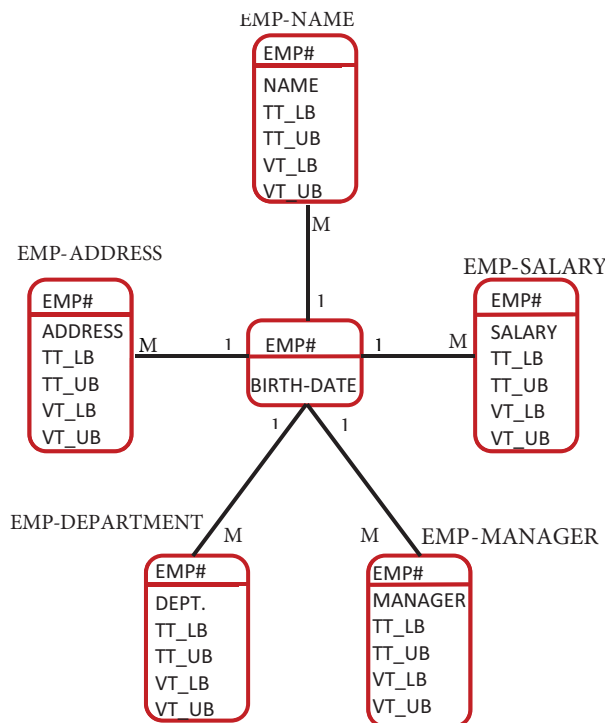 EMP-NAME
EMP#
NAME
TT_LB
TT_UB
VT_LB
VT_UB
M
1
EMP-ADDRESS
EMP#
ADDRESS
TT_LB
TT_UB
VT_LB
VT_UB
M
1
EMP#
BIRTH-DATE
EMP-SALARY
EMP#
SALARY
TT_LB
TT_UB
VT_LB
VT_UB
1
M
1
1
EMP-DEPARTMENT
M
EMP#
DEPT.
TT_LB
TT_UB
VT_LB
VT_UB
M
EMP-MANAGER
EMP#
MANAGER
TT_LB
TT_UB
VT_LB
VT_UB